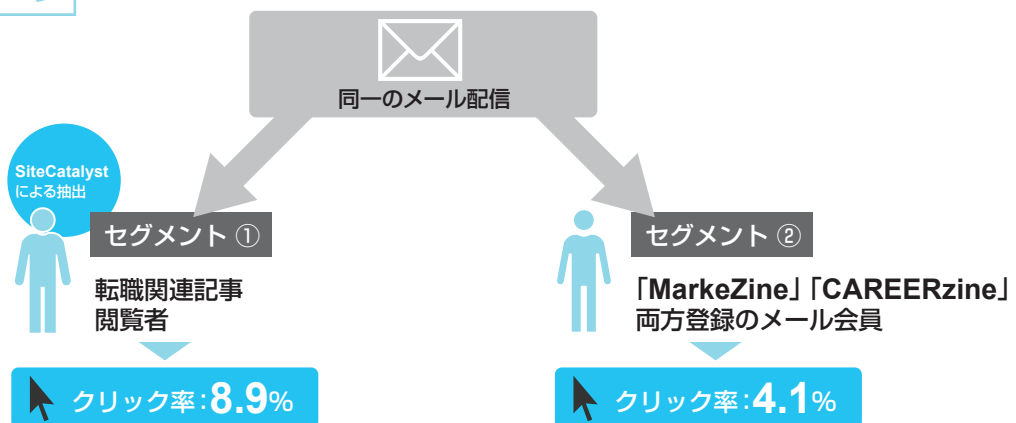 同一のメール配信
SiteCatalyst
による抽出
セグメント ①
転職関連記事
閲覧者
クリック率：8.9%
セグメント ②
「MarkeZine」「CAREERzine」
両方登録のメール会員
クリック率：4.1%